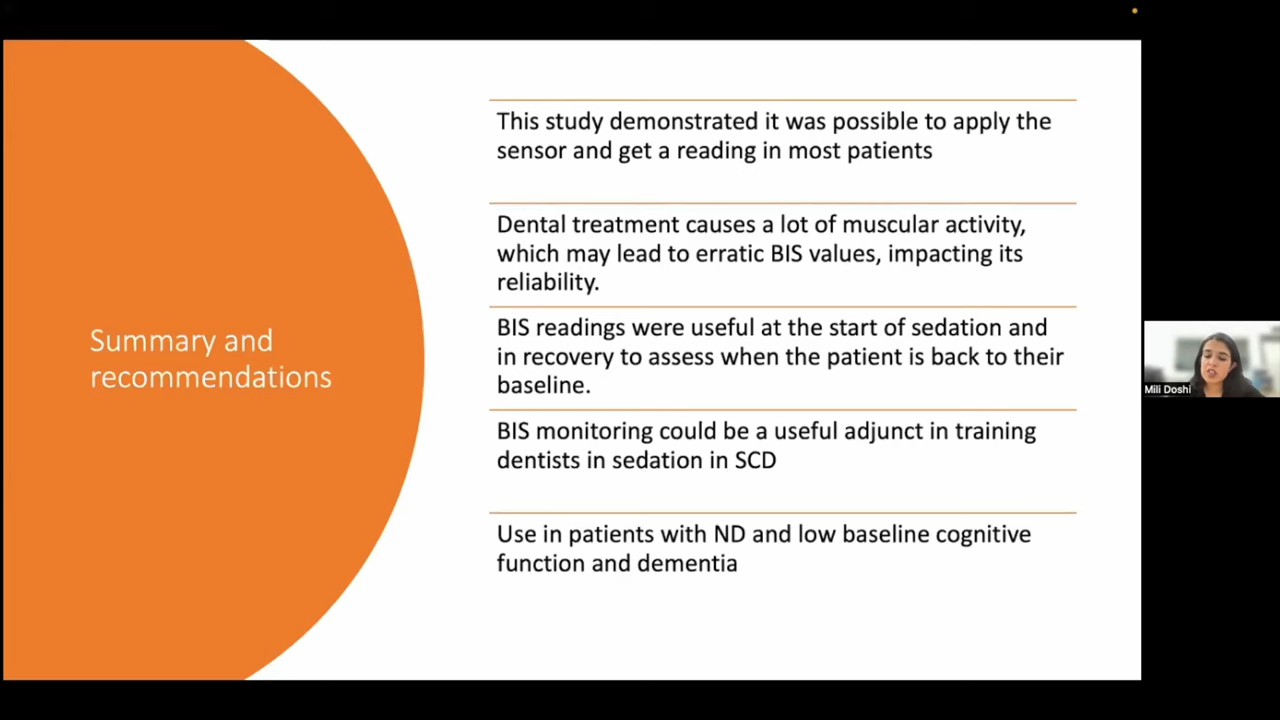 Summary and
recommendations
This study demonstrated it was possible to apply the
sensor and get a reading in most patients
Dental treatment causes a lot of muscular activity,
which may lead to erratic BIS values, impacting its
reliability.
BIS readings were useful at the start of sedation and
in recovery to assess when the patient is back to their
baseline.
BIS monitoring could be a useful adjunct in training
dentists in sedation in SCD
Use in patients with ND and low baseline cognitive
function and dementia
Mili Doshi